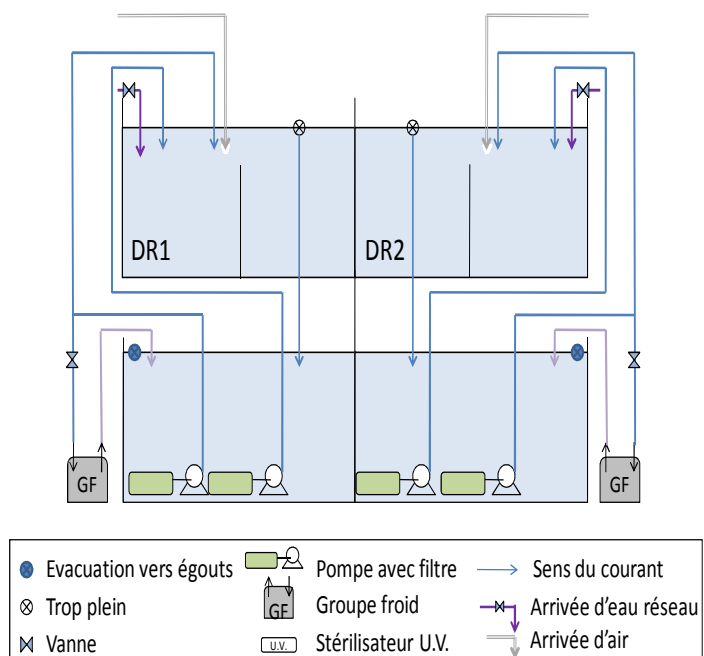 DR1 DR2
GF GF
Evacuation vers égouts Pompe avec filtre Sens du courant
Trop plein GF Groupe froid Arrivée d'eau réseau
Vanne U.V. Stérilisateur U.V. Arrivée d'air